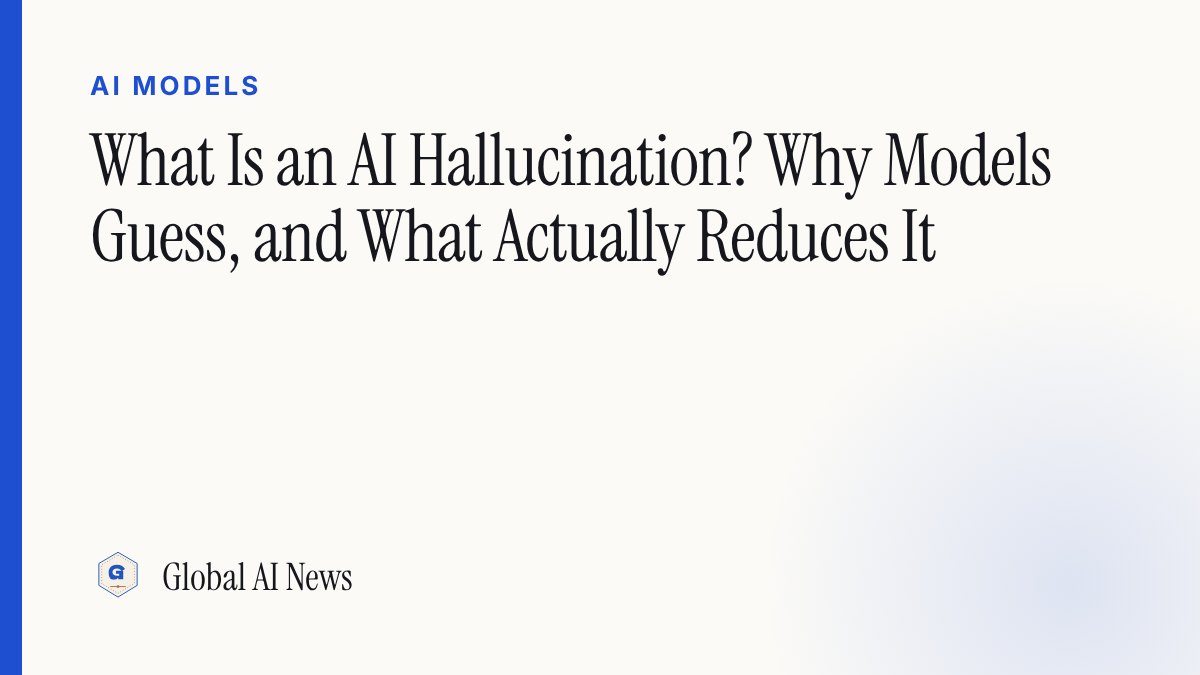 AI MODELS
What Is an AI Hallucination? Why Models
Guess, and What Actually Reduces It
G
Global AI News